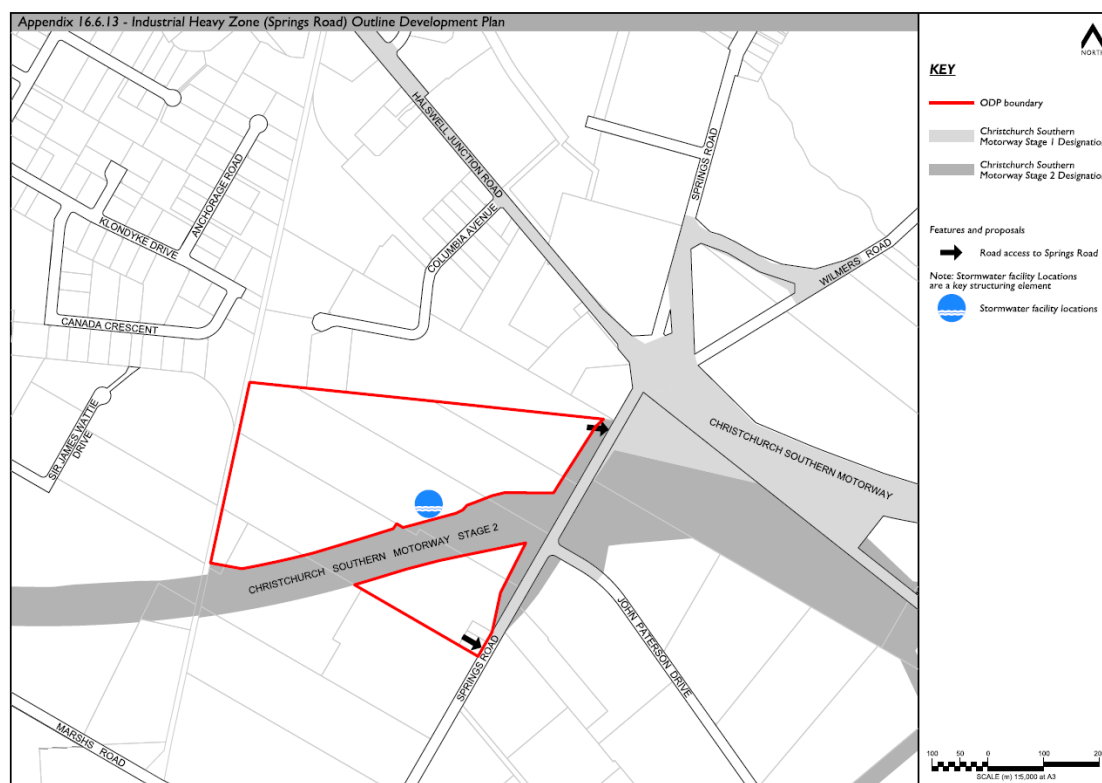 Appendix 16.6.13 - Industrial Heavy Zone (Springs Road) Outline Development Plan
NORTH
KEY
ODP boundary
Christchurch Southern
Motorway Stage 1 Designation
Christchurch Southern
Motorway Stage 2 Designation
Features and proposals
Road access to Springs Road
Note: Stormwater facility Locations
are a key structuring element
Stormwater facility locations
HALSWELL JUNCTION ROAD
SPRINGS ROAD
ANCHORAGE ROAD
KLONDYKE DRIVE
COLUMBIA AVENUE
WILMERS ROAD
CANADA CRESCENT
SIR JAMES WATTIE
DRIVE
CHRISTCHURCH SOUTHERN MOTORWAY
CHRISTCHURCH SOUTHERN MOTORWAY STAGE 2
JOHN PATERSON DRIVE
SPRINGS ROAD
MARSHS ROAD
100 50 0 100 200
SCALE (m) 1:5,000 at A3